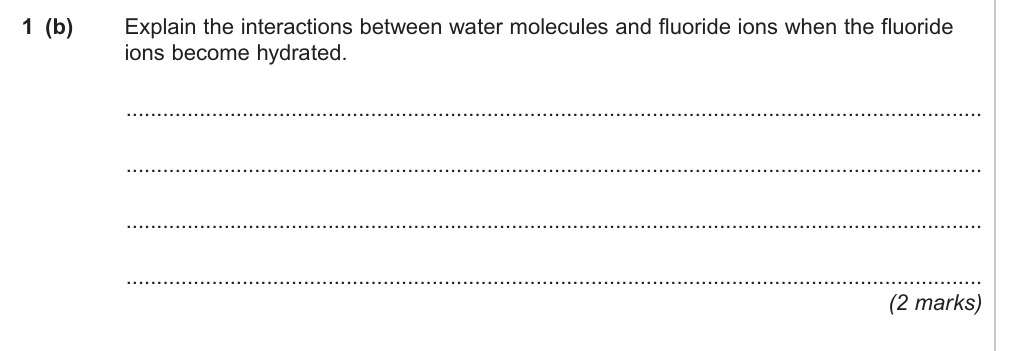 1 (b) Explain the interactions between water molecules and fluoride ions when the fluoride
ions become hydrated.
(2 marks)